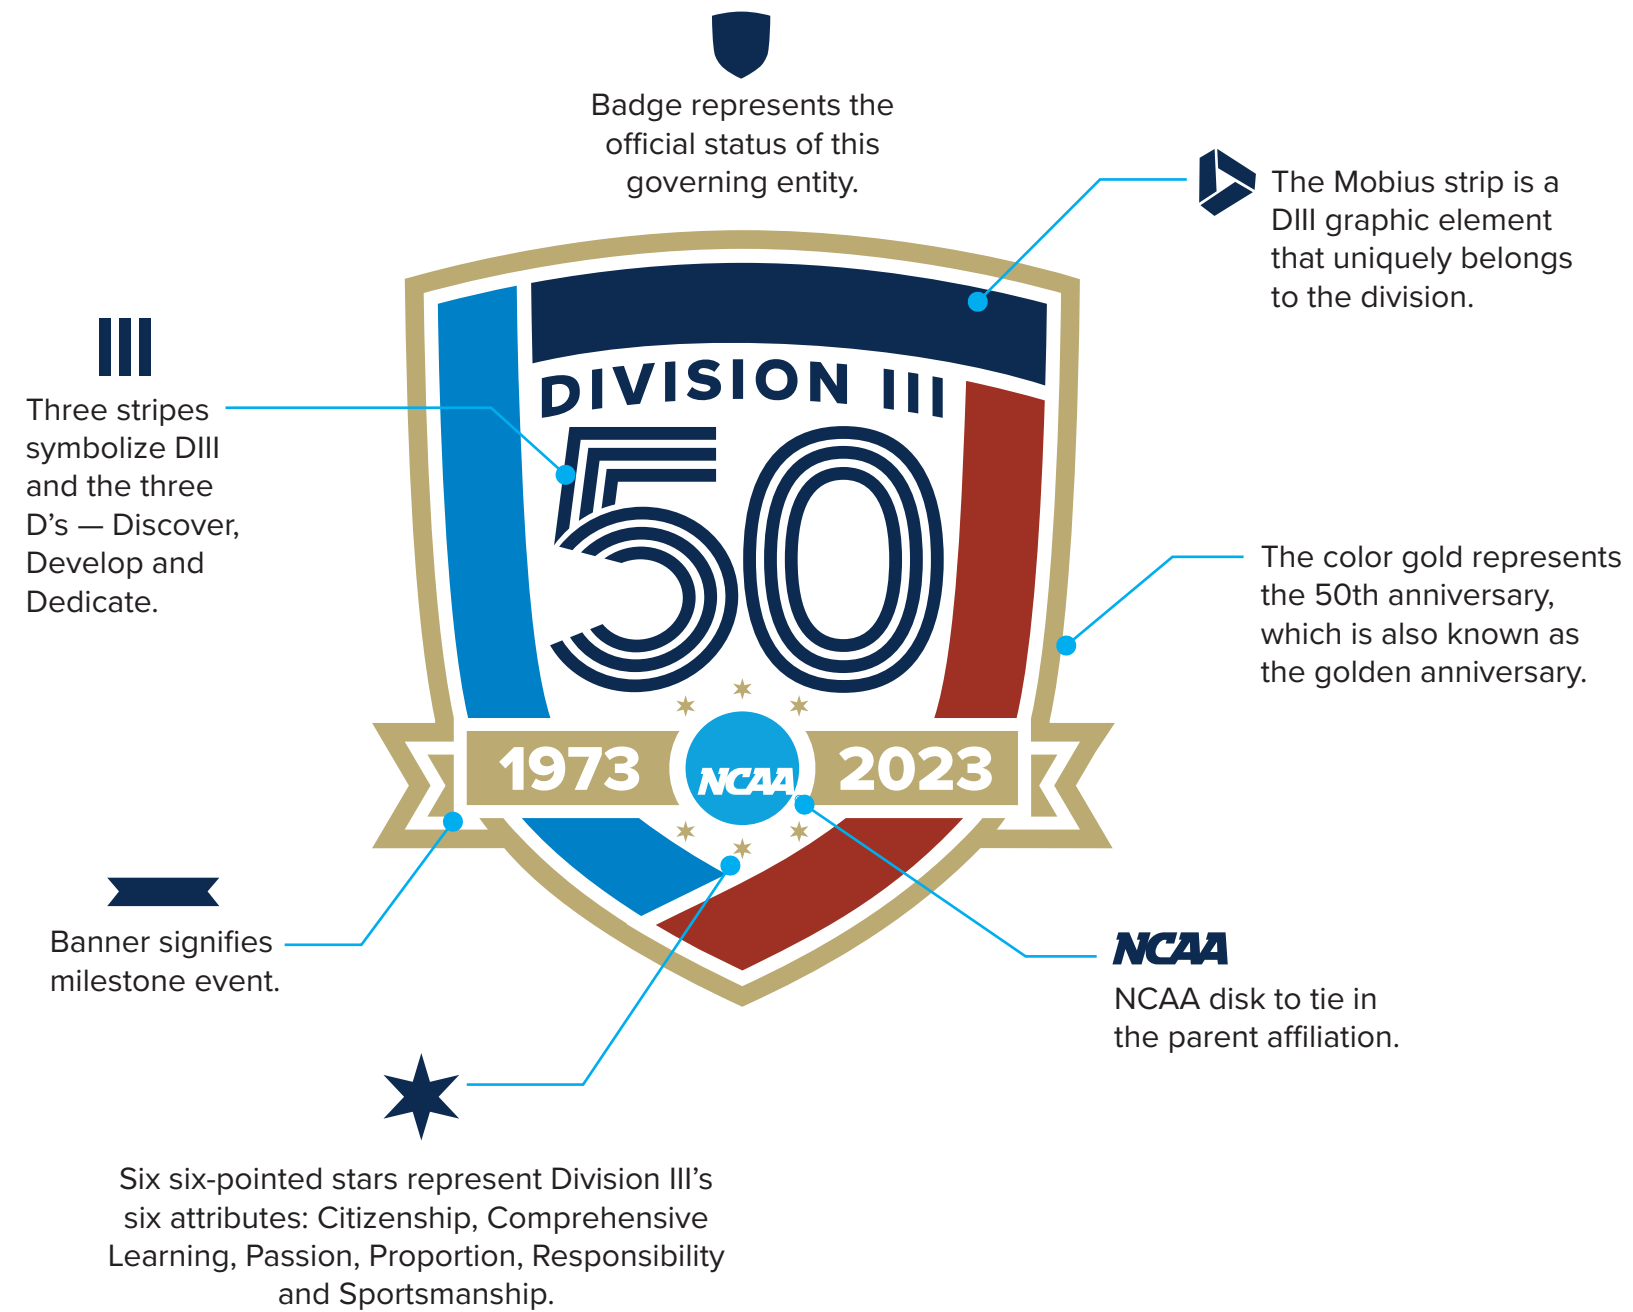 Badge represents the
official status of this
governing entity.
The Mobius strip is a
DIII graphic element
that uniquely belongs
to the division.
Three stripes
symbolize DIII
and the three
D’s — Discover,
Develop and
Dedicate.
DIVISION III
50
The color gold represents
the 50th anniversary,
which is also known as
the golden anniversary.
1973
NCAA
2023
Banner signifies
milestone event.
NCAA
NCAA disk to tie in
the parent affiliation.
Six six-pointed stars represent Division III’s
six attributes: Citizenship, Comprehensive
Learning, Passion, Proportion, Responsibility
and Sportsmanship.